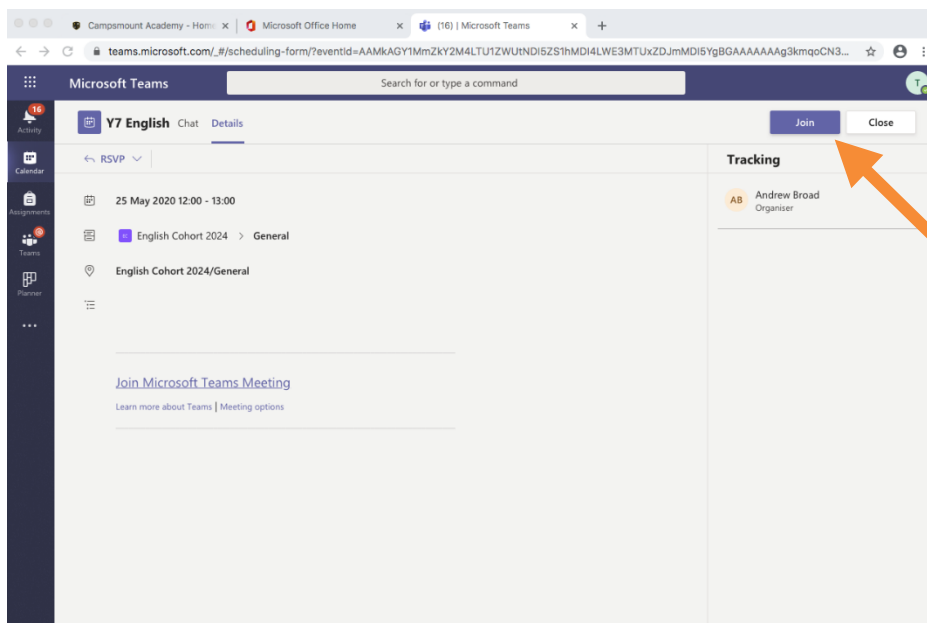 Campsmount Academy - Home
Microsoft Office Home
(16) | Microsoft Teams
teams.microsoft.com/_#/scheduling-form/?eventId=AAMkAGY1MmZkY2M4LTU1ZWUtNDI5ZS1hMDI4LWE3MTUxZDJmMDI5YgBGAAAAAAAg3kmqoCN3...
Microsoft Teams
Search for or type a command
T
16
Activity
Y7 English Chat Details
Join
Close
Calendar
RSVP
Tracking
25 May 2020 12:00 - 13:00
AB
Andrew Broad
Organiser
Assignments
English Cohort 2024 > General
Teams
English Cohort 2024/General
Planner
Join Microsoft Teams Meeting
Learn more about Teams | Meeting options